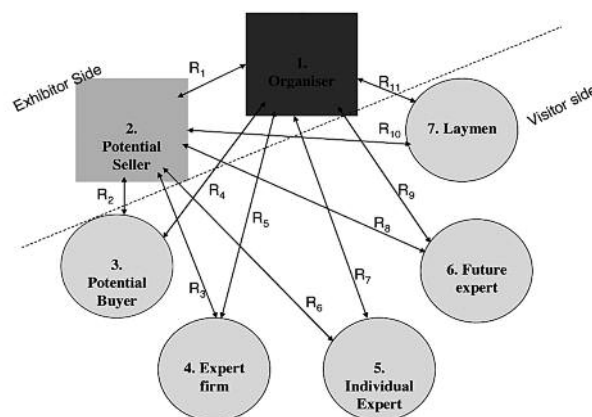 1.
Organiser
Exhibitor Side
R1
R11
2.
Potential
Seller
R10
7. Laymen
Visitor side
R2
R4
R9
R5
R8
3.
Potential
Buyer
R3
R7
6. Future
expert
R6
4. Expert
firm
5.
Individual
Expert